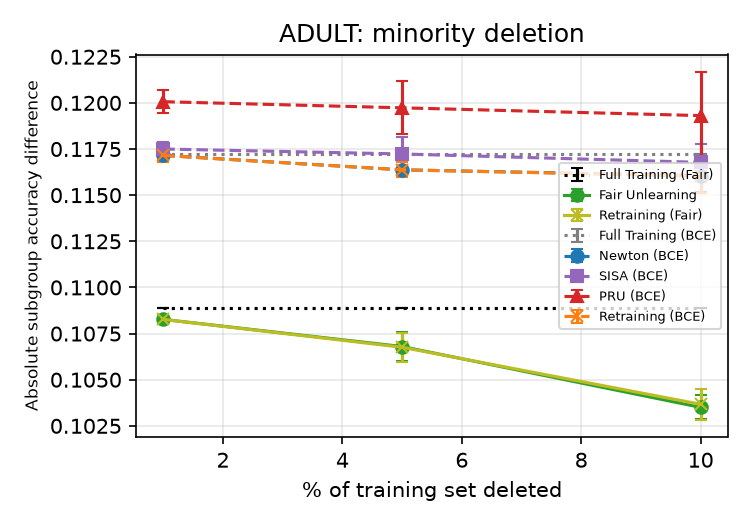 ADULT: minority deletion
Absolute subgroup accuracy difference
0.1225
0.1200
0.1175
0.1150
0.1125
0.1100
0.1075
0.1050
0.1025
Full Training (Fair)
Fair Unlearning
Retraining (Fair)
Full Training (BCE)
Newton (BCE)
SISA (BCE)
PRU (BCE)
Retraining (BCE)
2 4 6 8 10
% of training set deleted